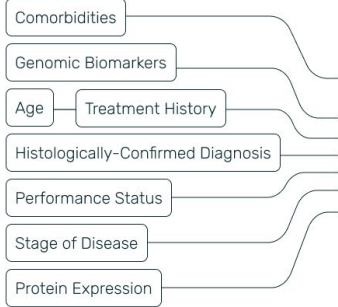 Comorbidities
Genomic Biomarkers
Age Treatment History
Histologically-Confirmed Diagnosis
Performance Status
Stage of Disease
Protein Expression